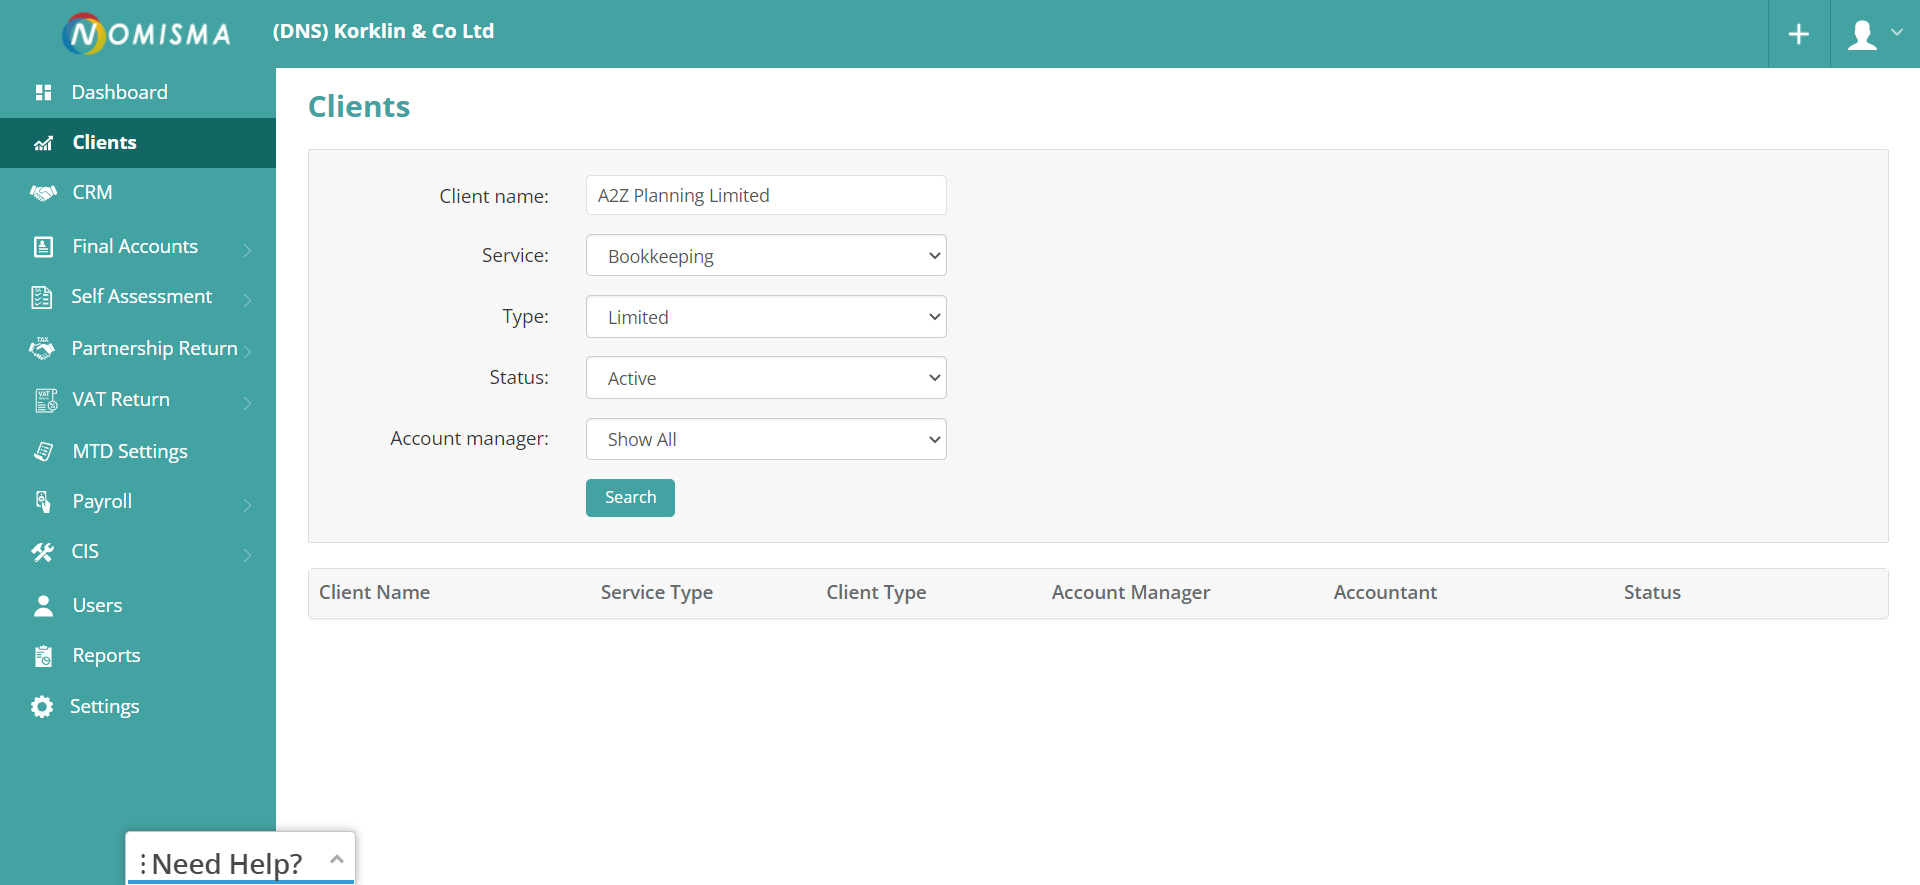 NOMISMA
(DNS) Korklin & Co Ltd
Dashboard
Clients
CRM
Final Accounts
Self Assessment
Partnership Return
VAT Return
MTD Settings
Payroll
CIS
Users
Reports
Settings
Clients
Client name: A2Z Planning Limited
Service: Bookkeeping
Type: Limited
Status: Active
Account manager: Show All
Search
Client Name Service Type Client Type Account Manager Accountant Status
Need Help?